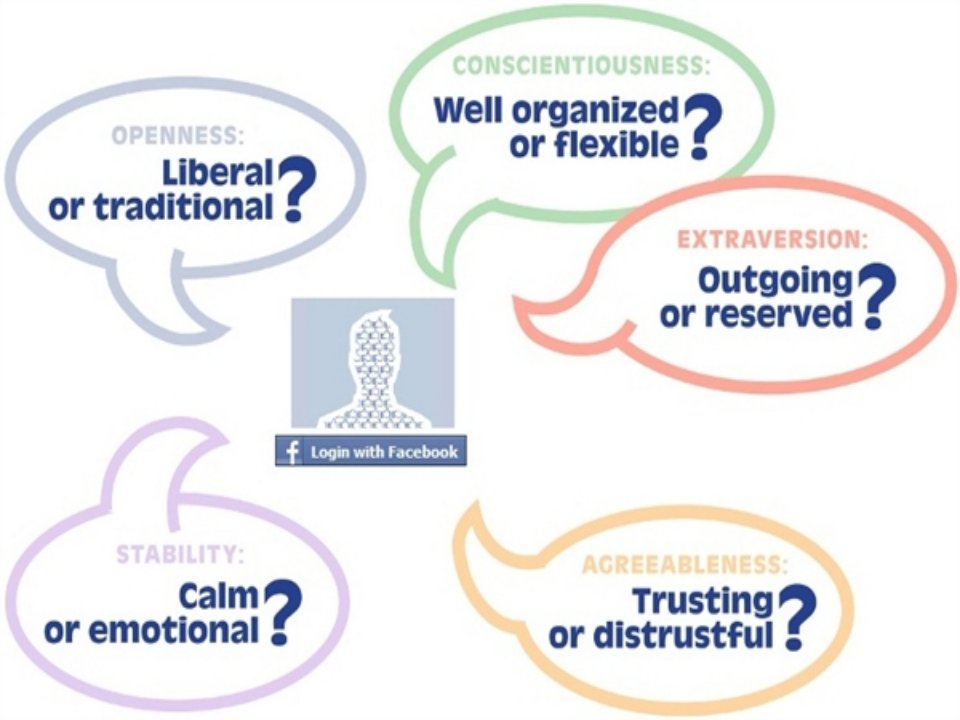 CONSCIENTIOUSNESS:
Well organized
or flexible?
OPENNESS:
Liberal
or traditional?
EXTRAVERSION:
Outgoing
or reserved?
f Login with Facebook
STABILITY:
Calm
or emotional?
AGREEABLENESS:
Trusting
or distrustful?